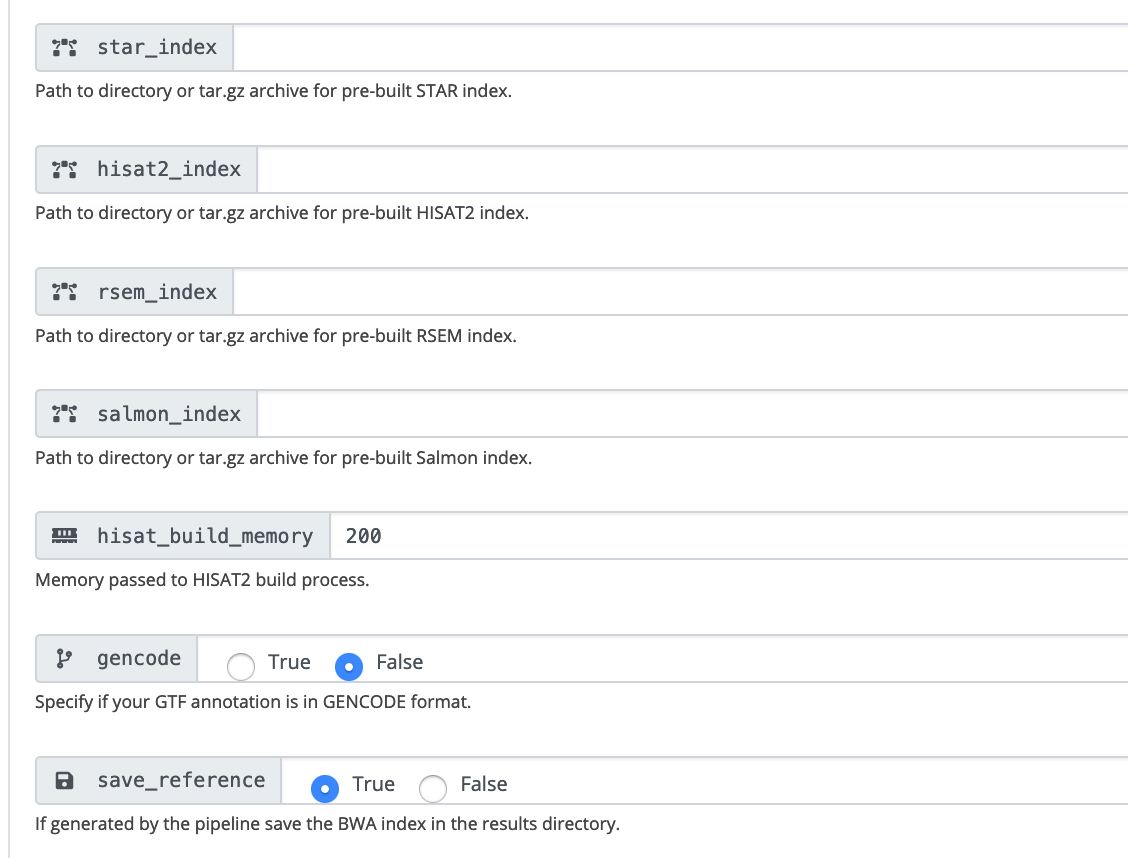 star_index
Path to directory or tar.gz archive for pre-built STAR index.
hisat2_index
Path to directory or tar.gz archive for pre-built HISAT2 index.
rsem_index
Path to directory or tar.gz archive for pre-built RSEM index.
salmon_index
Path to directory or tar.gz archive for pre-built Salmon index.
hisat_build_memory 200
Memory passed to HISAT2 build process.
gencode True False
Specify if your GTF annotation is in GENCODE format.
save_reference True False
If generated by the pipeline save the BWA index in the results directory.